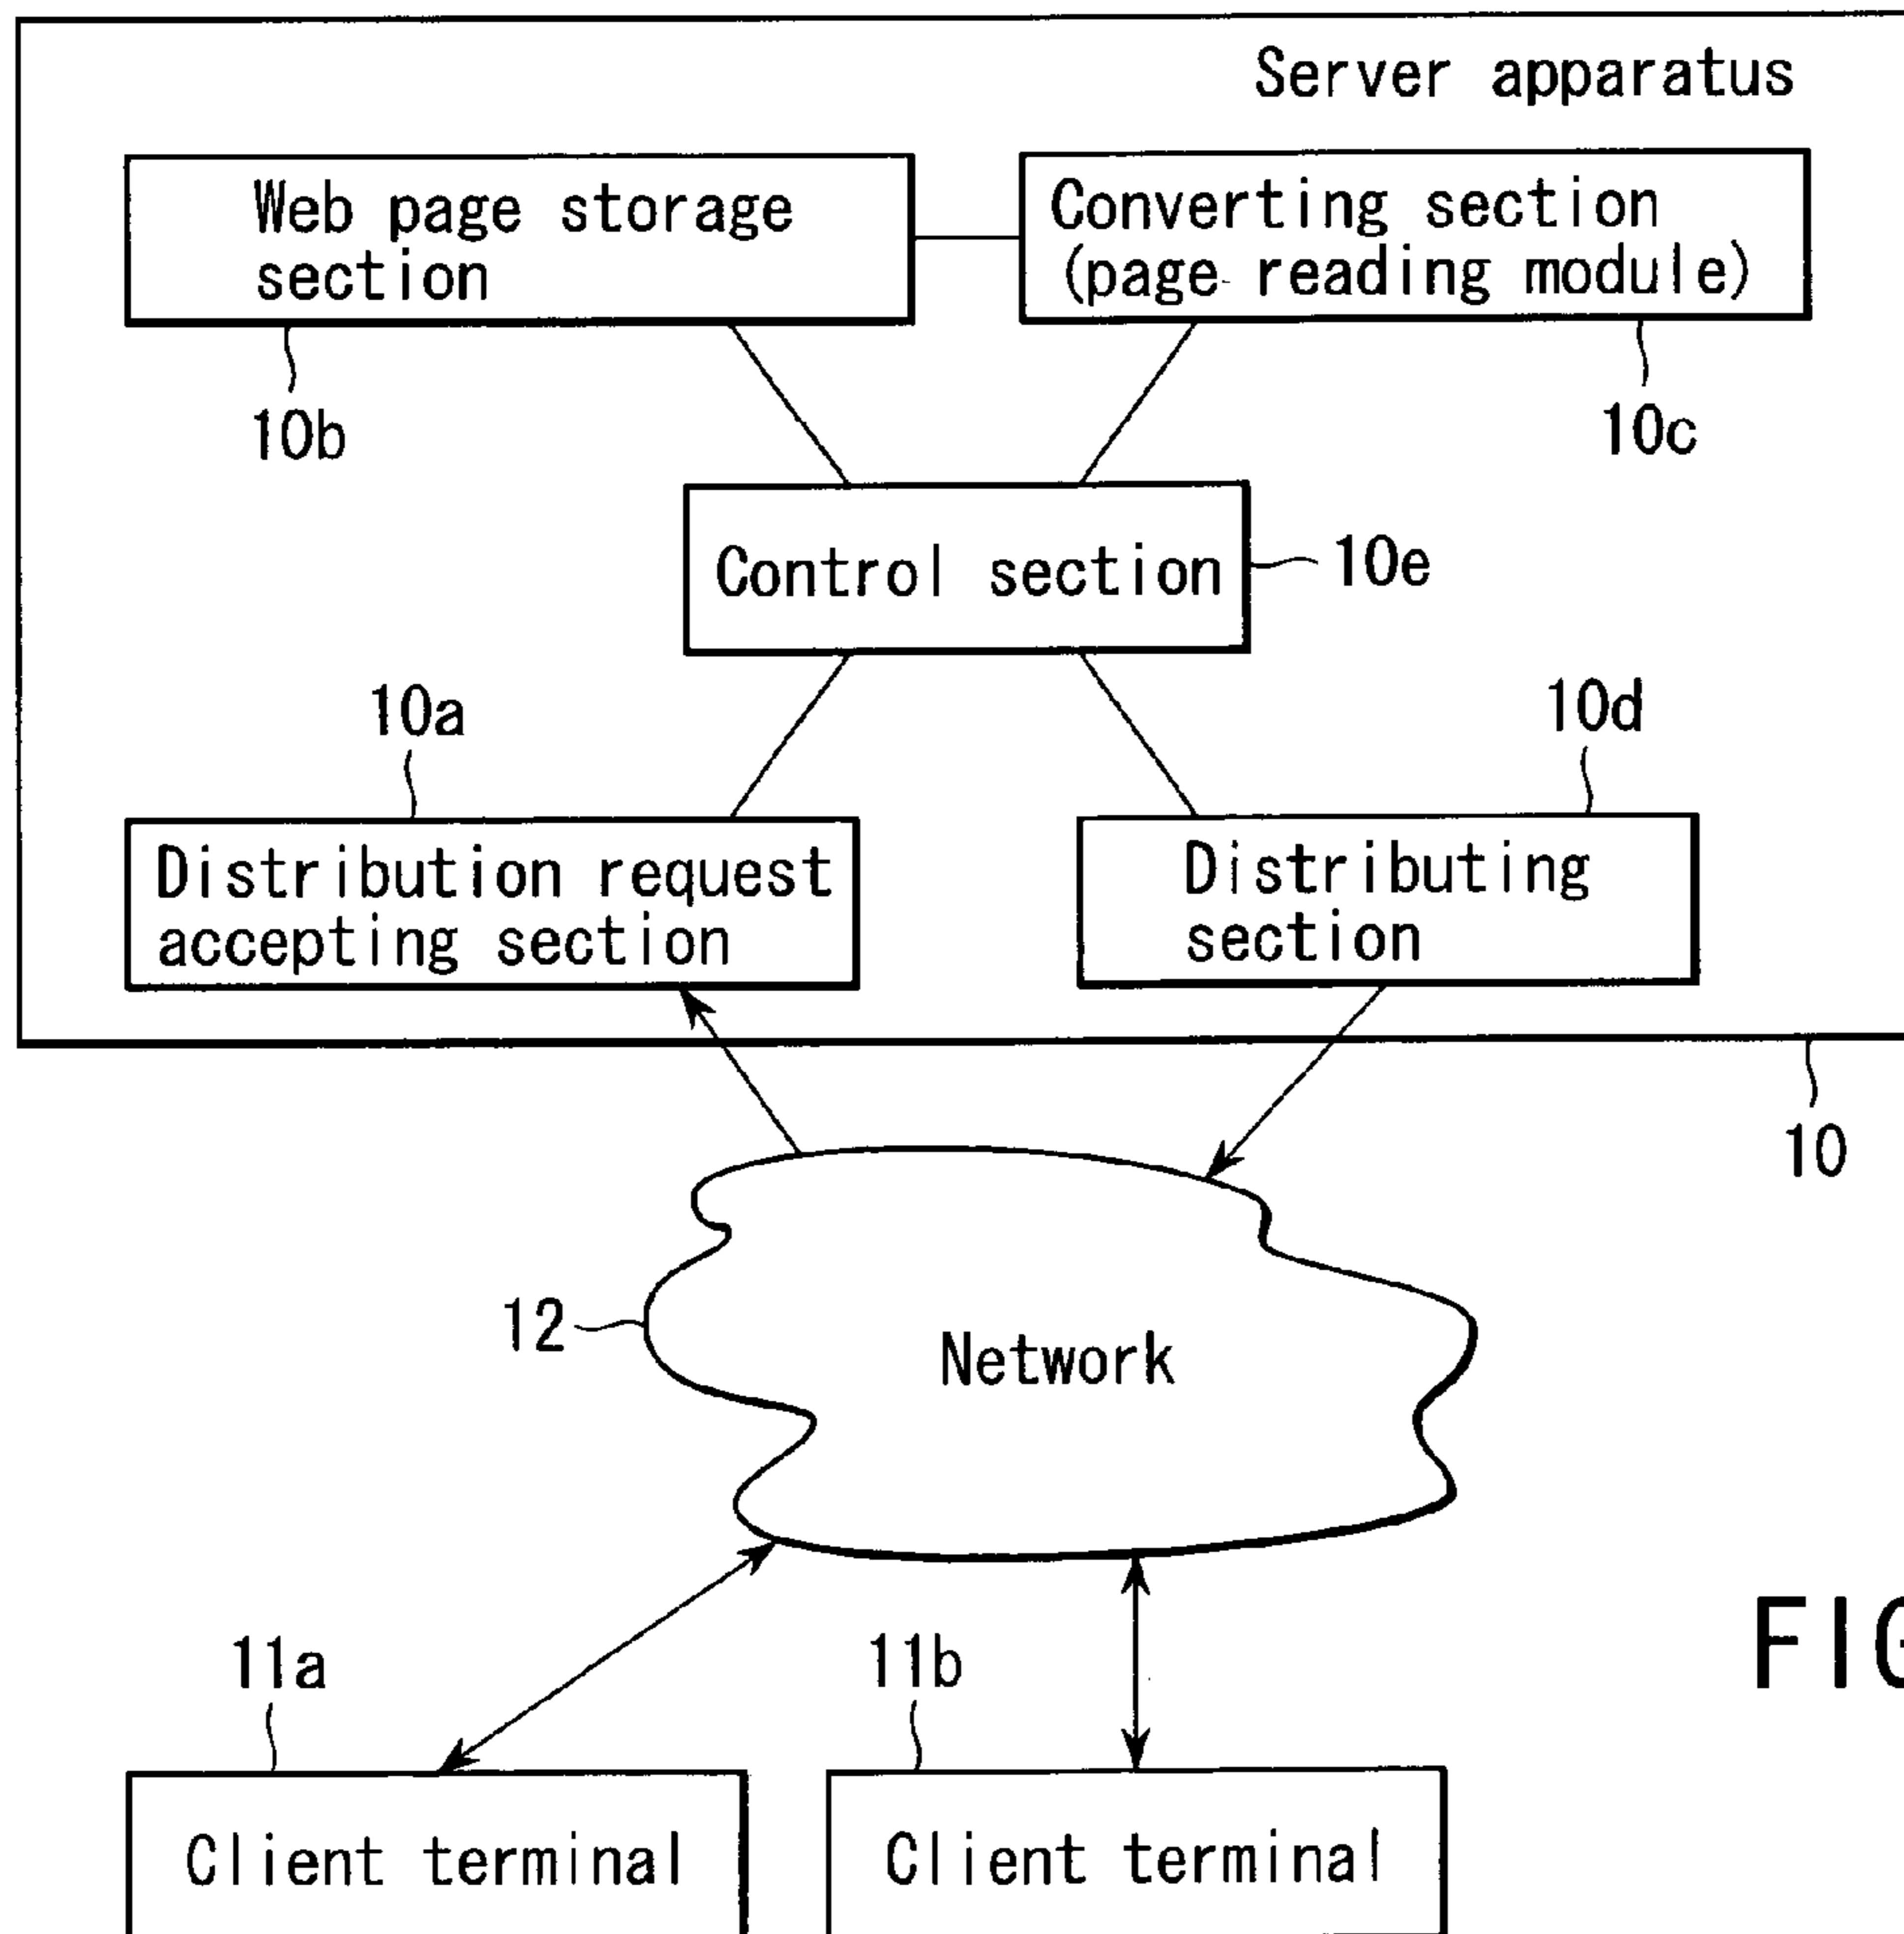 Server apparatus
Web page storage
section
Converting section
(page reading module)
10b
10c
Control section
10e
10a
10d
Distribution request
accepting section
Distributing
section
10
12
Network
FIG
11a
11b
Client terminal
Client terminal